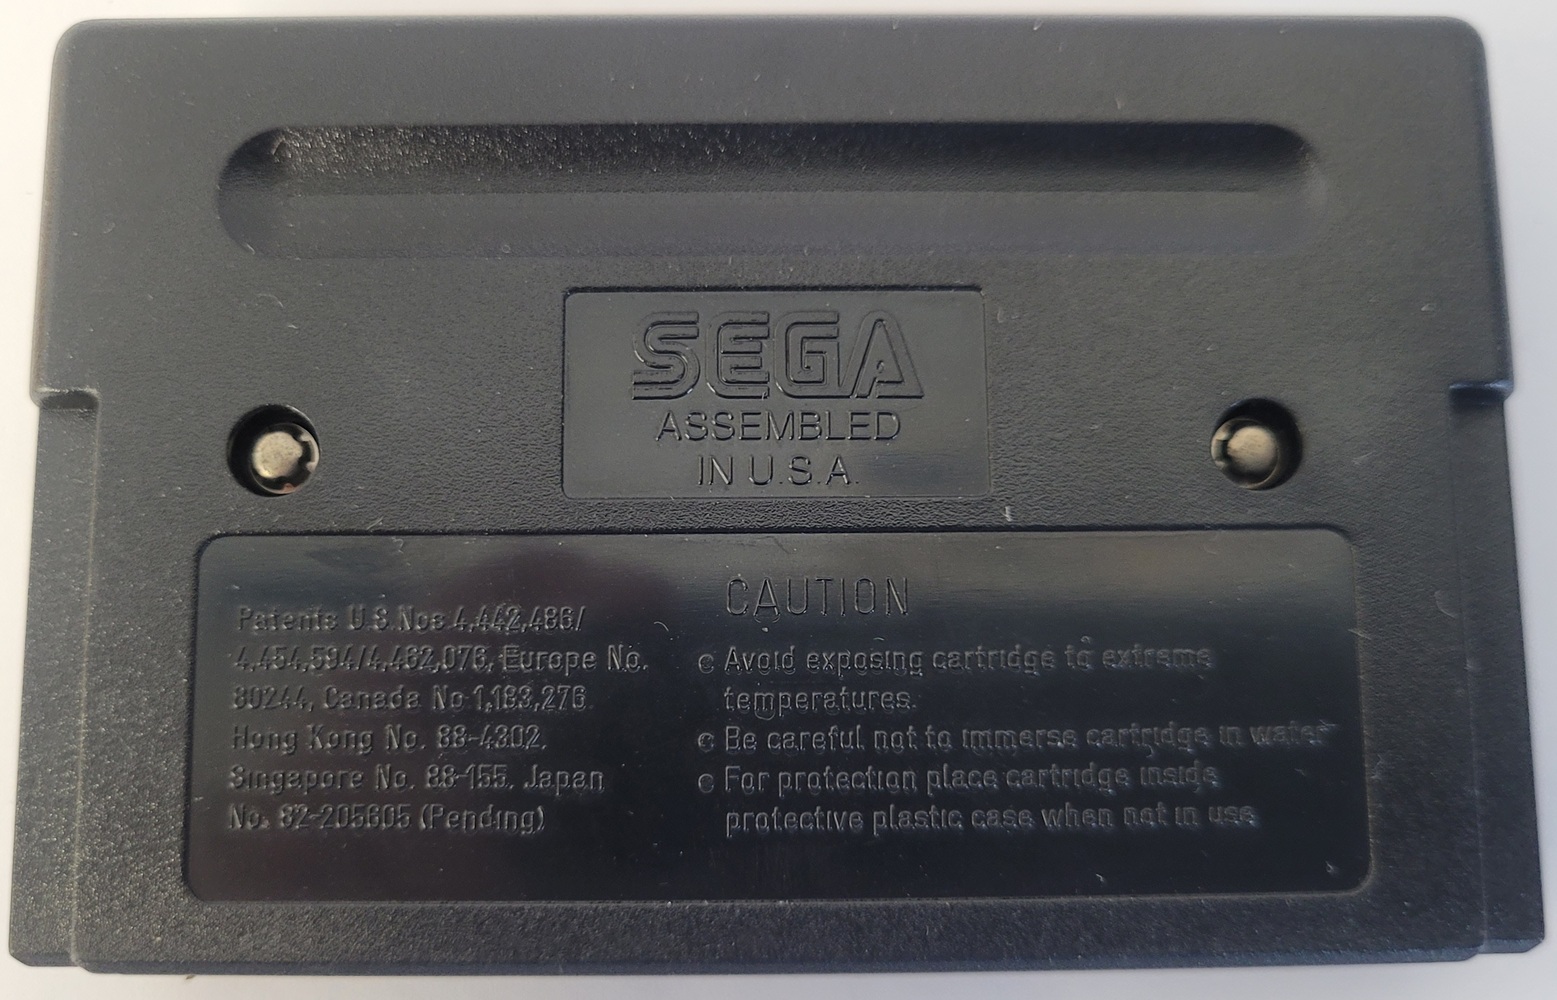 SEGA
ASSEMBLED
IN U.S.A.
Patents U.S. Nos 4,442,486/
4,454,594/4,462,076, Europe No.
80244, Canada No 1,183,276
Hong Kong No. 88-4302,
Singapore No. 88-155, Japan
No. 82-205605 (Pending)
CAUTION
• Avoid exposing cartridge to extreme
temperatures.
• Be careful not to immerse cartridge in water
• For protection place cartridge inside
protective plastic case when not in use